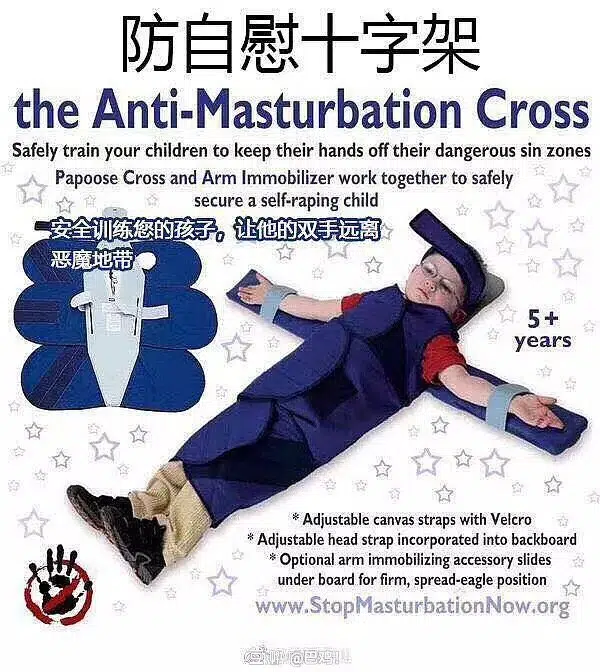 防自慰十字架
the Anti-Masturbation Cross
Safely train your children to keep their hands off their dangerous sin zones
Papoose Cross and Arm Immobilizer work together to safely
secure a self-raping child
安全训练您的孩子，让他的双手远离
恶魔地带
5+
years
* Adjustable canvas straps with Velcro
* Adjustable head strap incorporated into backboard
* Optional arm immobilizing accessory slides
under board for firm, spread-eagle position
www.StopMasturbationNow.org